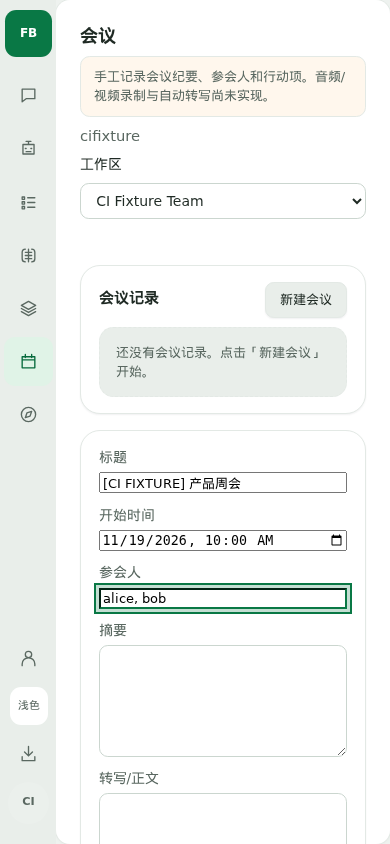 FB
会议
手工记录会议纪要、参会人和行动项。音频/
视频录制与自动转写尚未实现。
cifixture
工作区
CI Fixture Team
会议记录
新建会议
还没有会议记录。点击「新建会议」
开始。
标题
[CI FIXTURE] 产品周会
开始时间
11/19/2026, 10:00 AM
参会人
alice, bob
摘要
转写/正文
浅色
CI